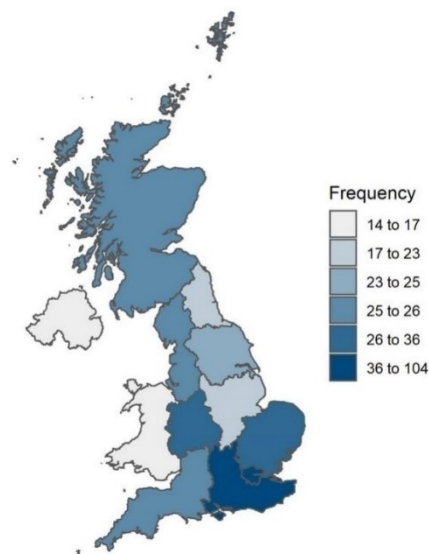 Frequency
14 to 17
17 to 23
23 to 25
25 to 26
26 to 36
36 to 104